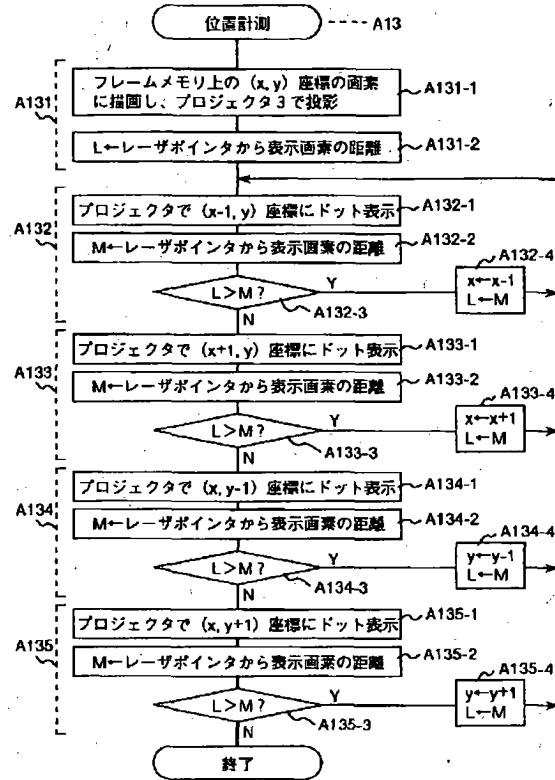 位置計測 A13
フレームメモリ上の (x, y) 座標の画素
に描画し、プロジェクタ3で投影
A131-1
A131
L←レーザポインタから表示画素の距離
A131-2
プロジェクタで (x-1, y) 座標にドット表示
A132-1
M←レーザポインタから表示画素の距離
A132-2
A132
A132-4
L>M?
Y
x←x-1
L←M
A132-3
N
プロジェクタで (x+1, y) 座標にドット表示
A133-1
M←レーザポインタから表示画素の距離
A133-2
A133
A133-4
L>M?
Y
x←x+1
L←M
A133-3
N
プロジェクタで (x, y-1) 座標にドット表示
A134-1
M←レーザポインタから表示画素の距離
A134-2
A134
A134-4
L>M?
Y
y←y-1
L←M
A134-3
N
プロジェクタで (x, y+1) 座標にドット表示
A135-1
M←レーザポインタから表示画素の距離
A135-2
A135
A135-4
L>M?
Y
y←y+1
L←M
A135-3
N
終了